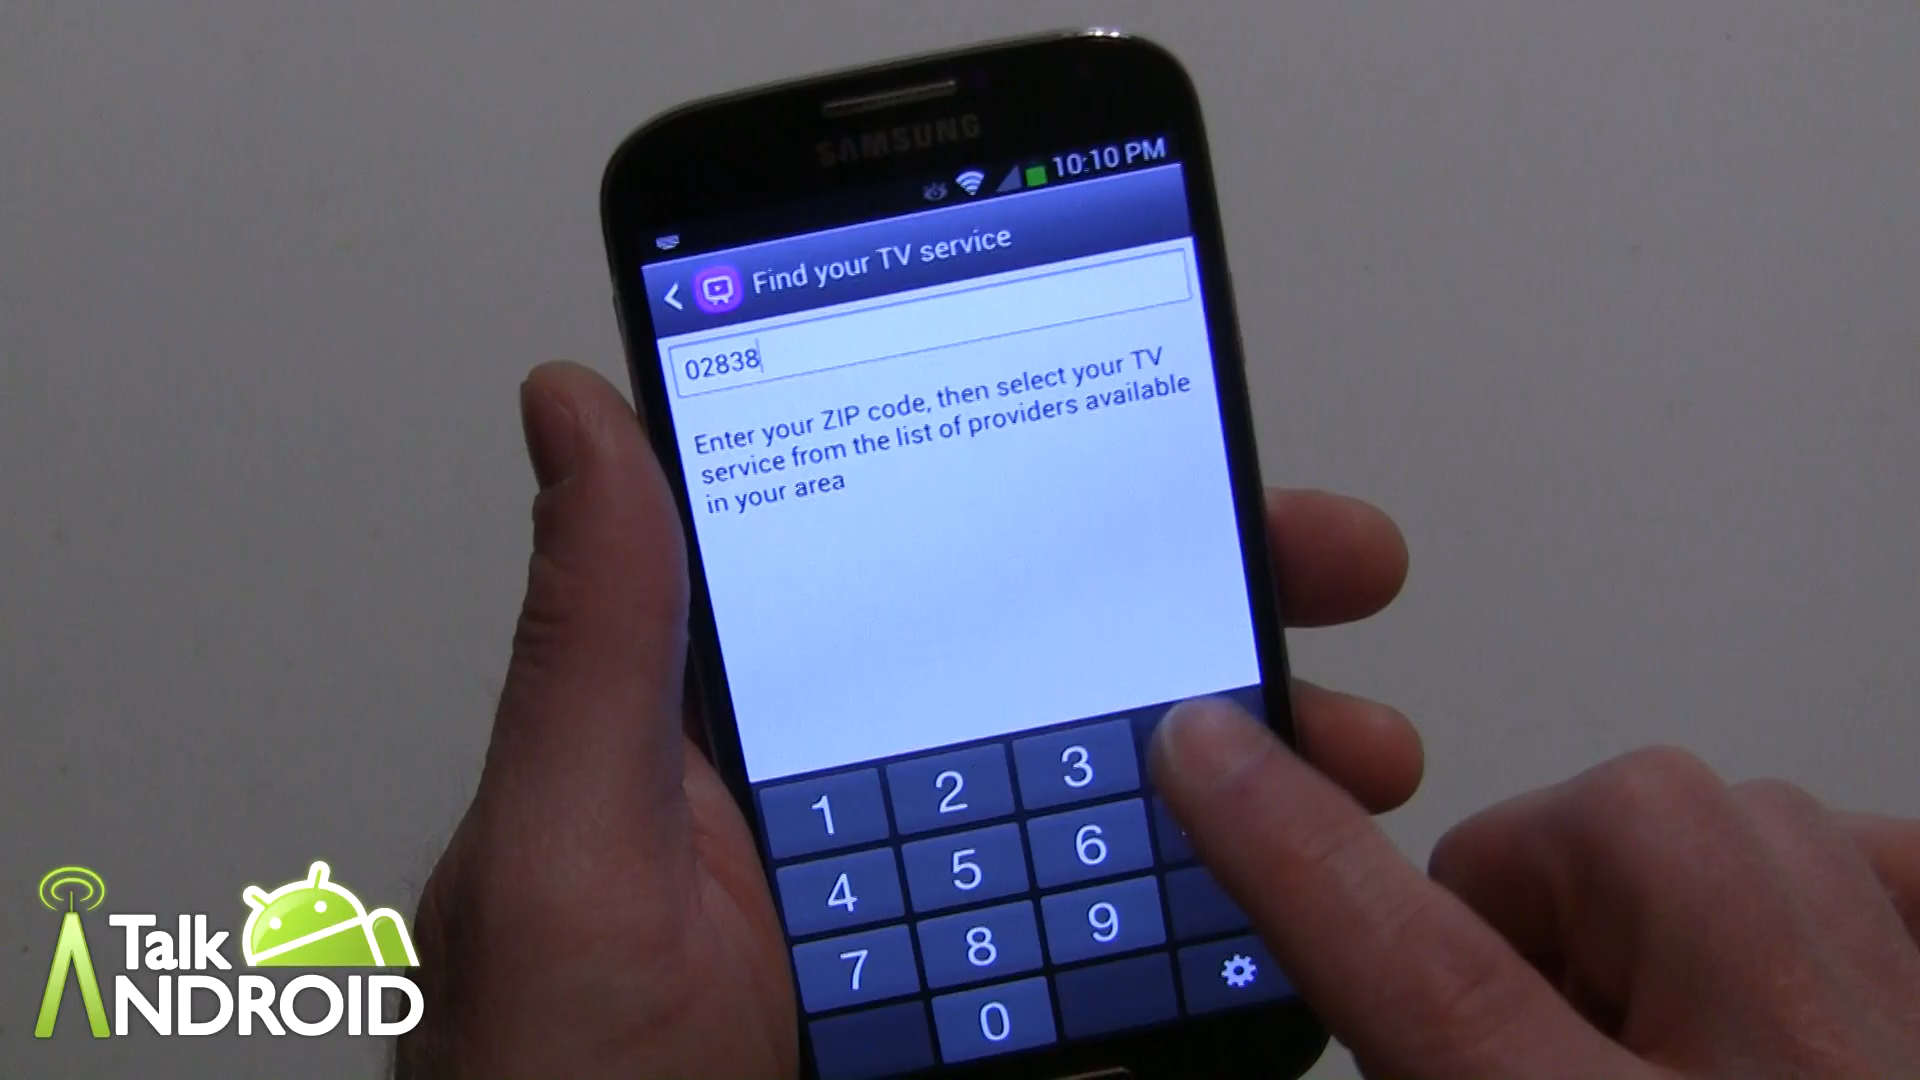 SAMSUNG
10:10 PM
Find your TV service
02838
Enter your ZIP code, then select your TV
service from the list of providers available
in your area
1 2 3
4 5 6
7 8 9
0
Talk
ANDROID